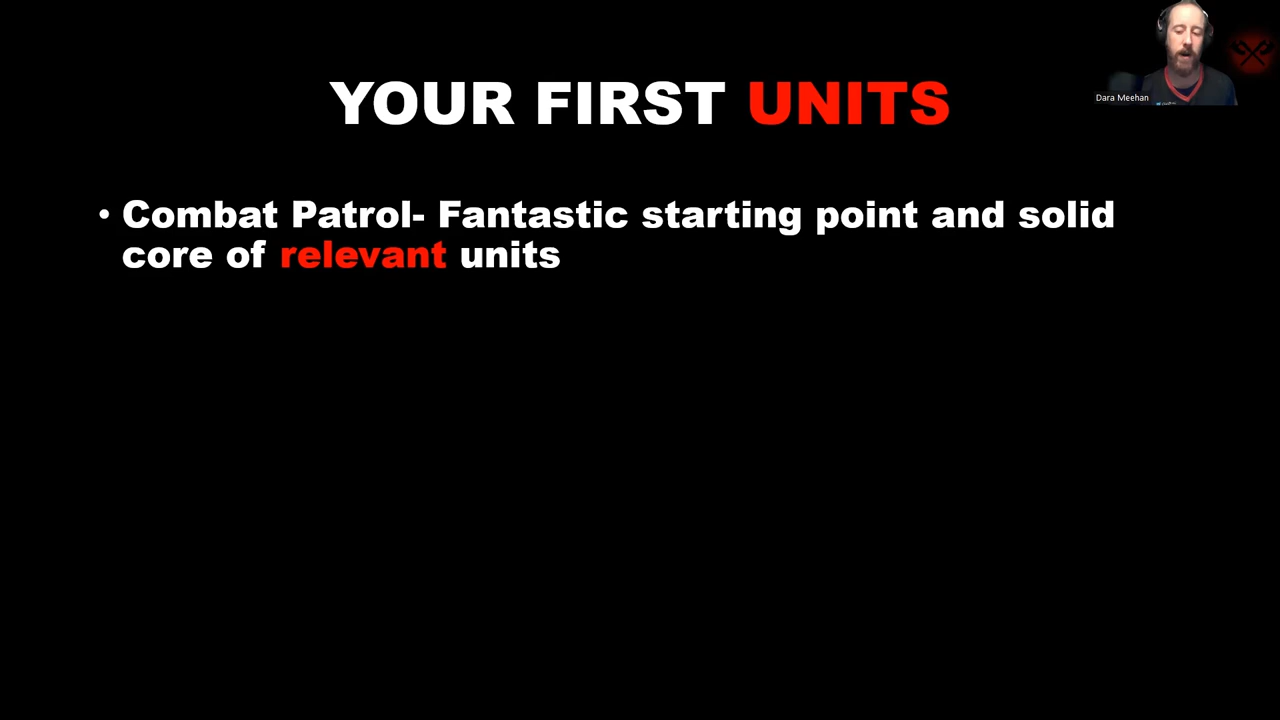 Dara Meehan
YOUR FIRST UNITS
• Combat Patrol- Fantastic starting point and solid
core of relevant units